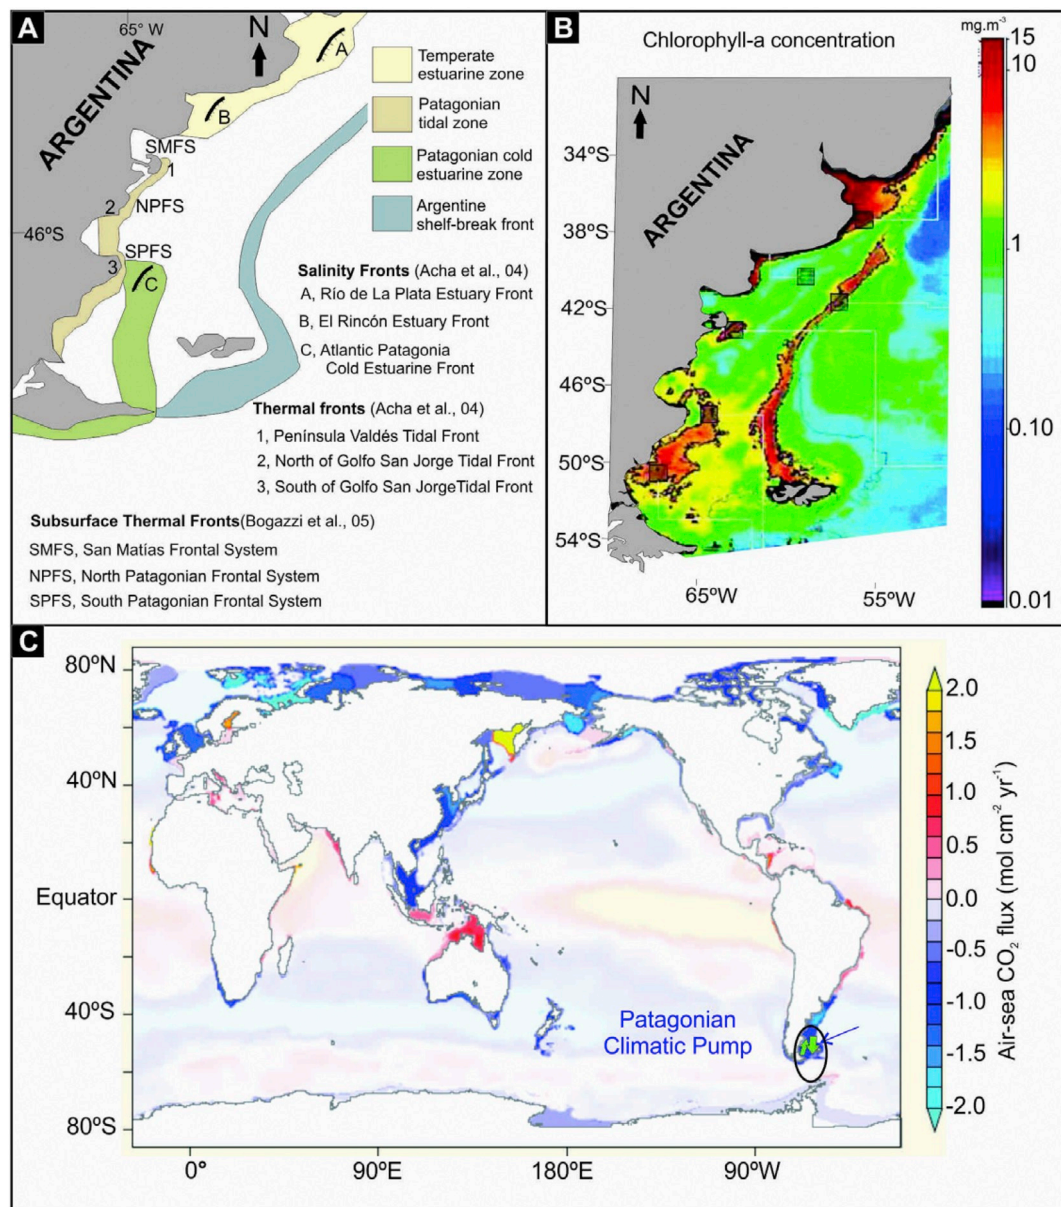 A
65° W
N
ARGENTINA
A
B
SMFS
1
2
NPFS
46°S
SPFS
3
C
Temperate
estuarine zone
Patagonian
tidal zone
Patagonian cold
estuarine zone
Argentine
shelf-break front
Salinity Fronts (Acha et al., 04)
A, Río de La Plata Estuary Front
B, El Rincón Estuary Front
C, Atlantic Patagonia
Cold Estuarine Front
Thermal fronts (Acha et al., 04)
1, Península Valdés Tidal Front
2, North of Golfo San Jorge Tidal Front
3, South of Golfo San JorgeTidal Front
Subsurface Thermal Fronts(Bogazzi et al., 05)
SMFS, San Matías Frontal System
NPFS, North Patagonian Frontal System
SPFS, South Patagonian Frontal System
B
Chlorophyll-a concentration
mg.m-3
15
10
1
0.10
0.01
N
ARGENTINA
34°S
38°S
42°S
46°S
50°S
54°S
65°W
55°W
C
80°N
40°N
Equator
40°S
80°S
0°
90°E
180°E
90°W
Patagonian
Climatic Pump
2.0
1.5
1.0
0.5
0.0
-0.5
-1.0
-1.5
-2.0
Air-sea CO2 flux (mol cm-2 yr-1)